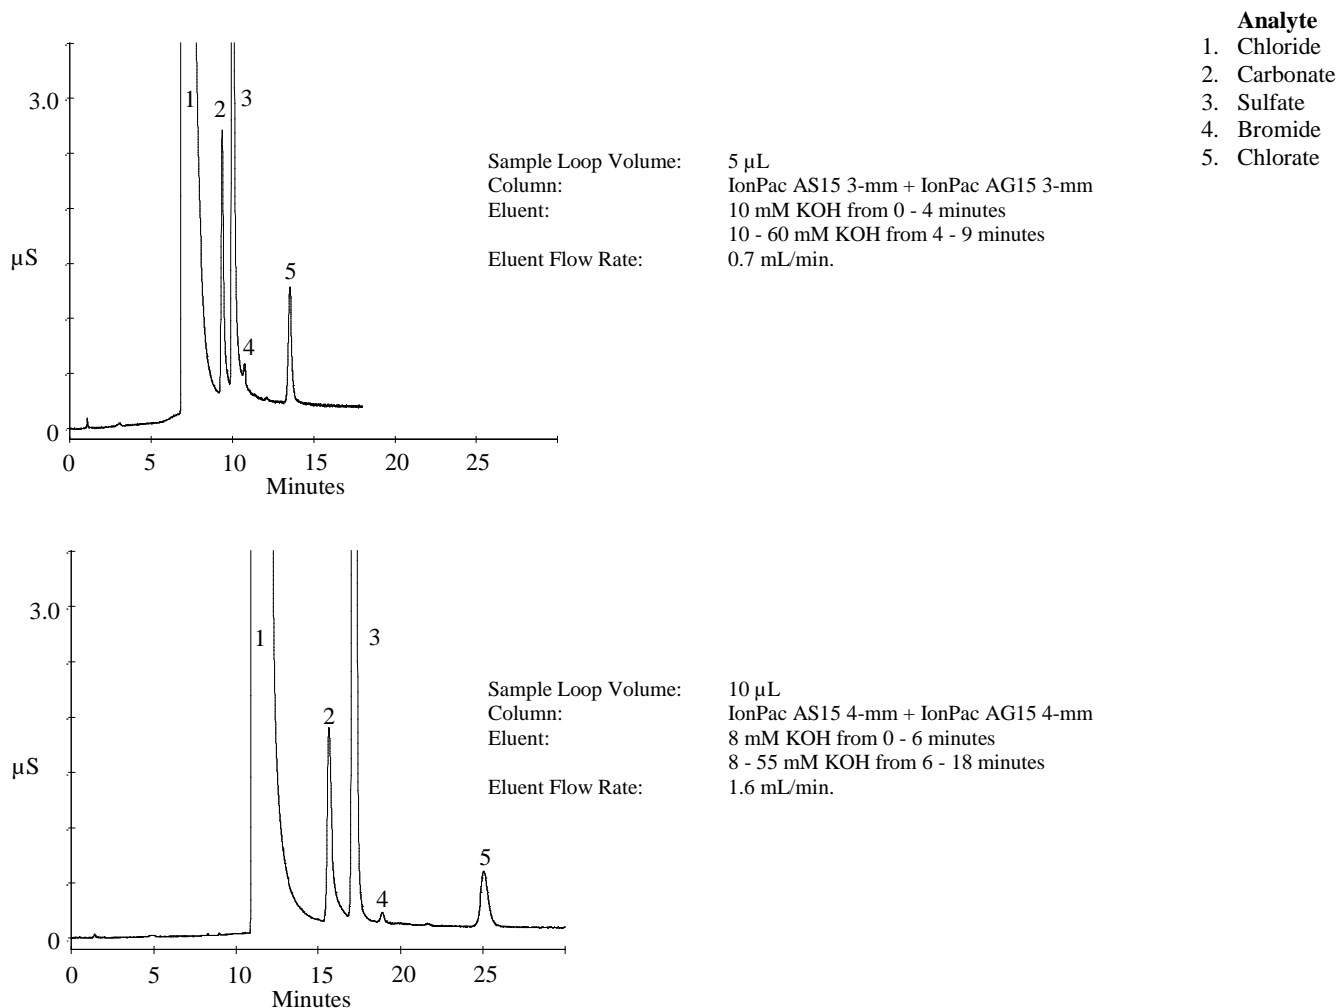 Analyte
1. Chloride
2. Carbonate
3. Sulfate
4. Bromide
5. Chlorate
3.0
µS
0
1
2
3
4
5
0 5 10 15 20 25
Minutes
Sample Loop Volume: 5 µL
Column: IonPac AS15 3-mm + IonPac AG15 3-mm
Eluent: 10 mM KOH from 0 - 4 minutes
10 - 60 mM KOH from 4 - 9 minutes
Eluent Flow Rate: 0.7 mL/min.
3.0
µS
0
1
2
3
4
5
0 5 10 15 20 25
Minutes
Sample Loop Volume: 10 µL
Column: IonPac AS15 4-mm + IonPac AG15 4-mm
Eluent: 8 mM KOH from 0 - 6 minutes
8 - 55 mM KOH from 6 - 18 minutes
Eluent Flow Rate: 1.6 mL/min.